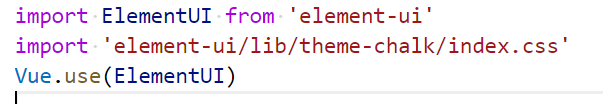 import ElementUI from 'element-ui'
import 'element-ui/lib/theme-chalk/index.css'
Vue.use(ElementUI)